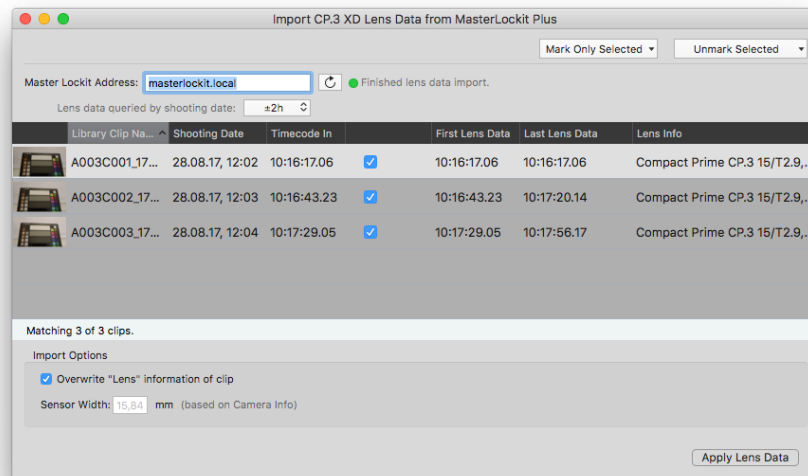 Import CP.3 XD Lens Data from MasterLockit Plus
Mark Only Selected Unmark Selected
Master Lockit Address: masterlockit.local Finished lens data import.
Lens data queried by shooting date: ±2h
Library Clip Na... Shooting Date Timecode In First Lens Data Last Lens Data Lens Info
A003C001_17... 28.08.17, 12:02 10:16:17.06 10:16:17.06 10:16:17.06 Compact Prime CP.3 15/T2.9,..
A003C002_17... 28.08.17, 12:03 10:16:43.23 10:16:43.23 10:17:20.14 Compact Prime CP.3 15/T2.9,..
A003C003_17... 28.08.17, 12:04 10:17:29.05 10:17:29.05 10:17:56.17 Compact Prime CP.3 15/T2.9,..
Matching 3 of 3 clips.
Import Options
Overwrite "Lens" information of clip
Sensor Width: 15,84 mm (based on Camera Info)
Apply Lens Data